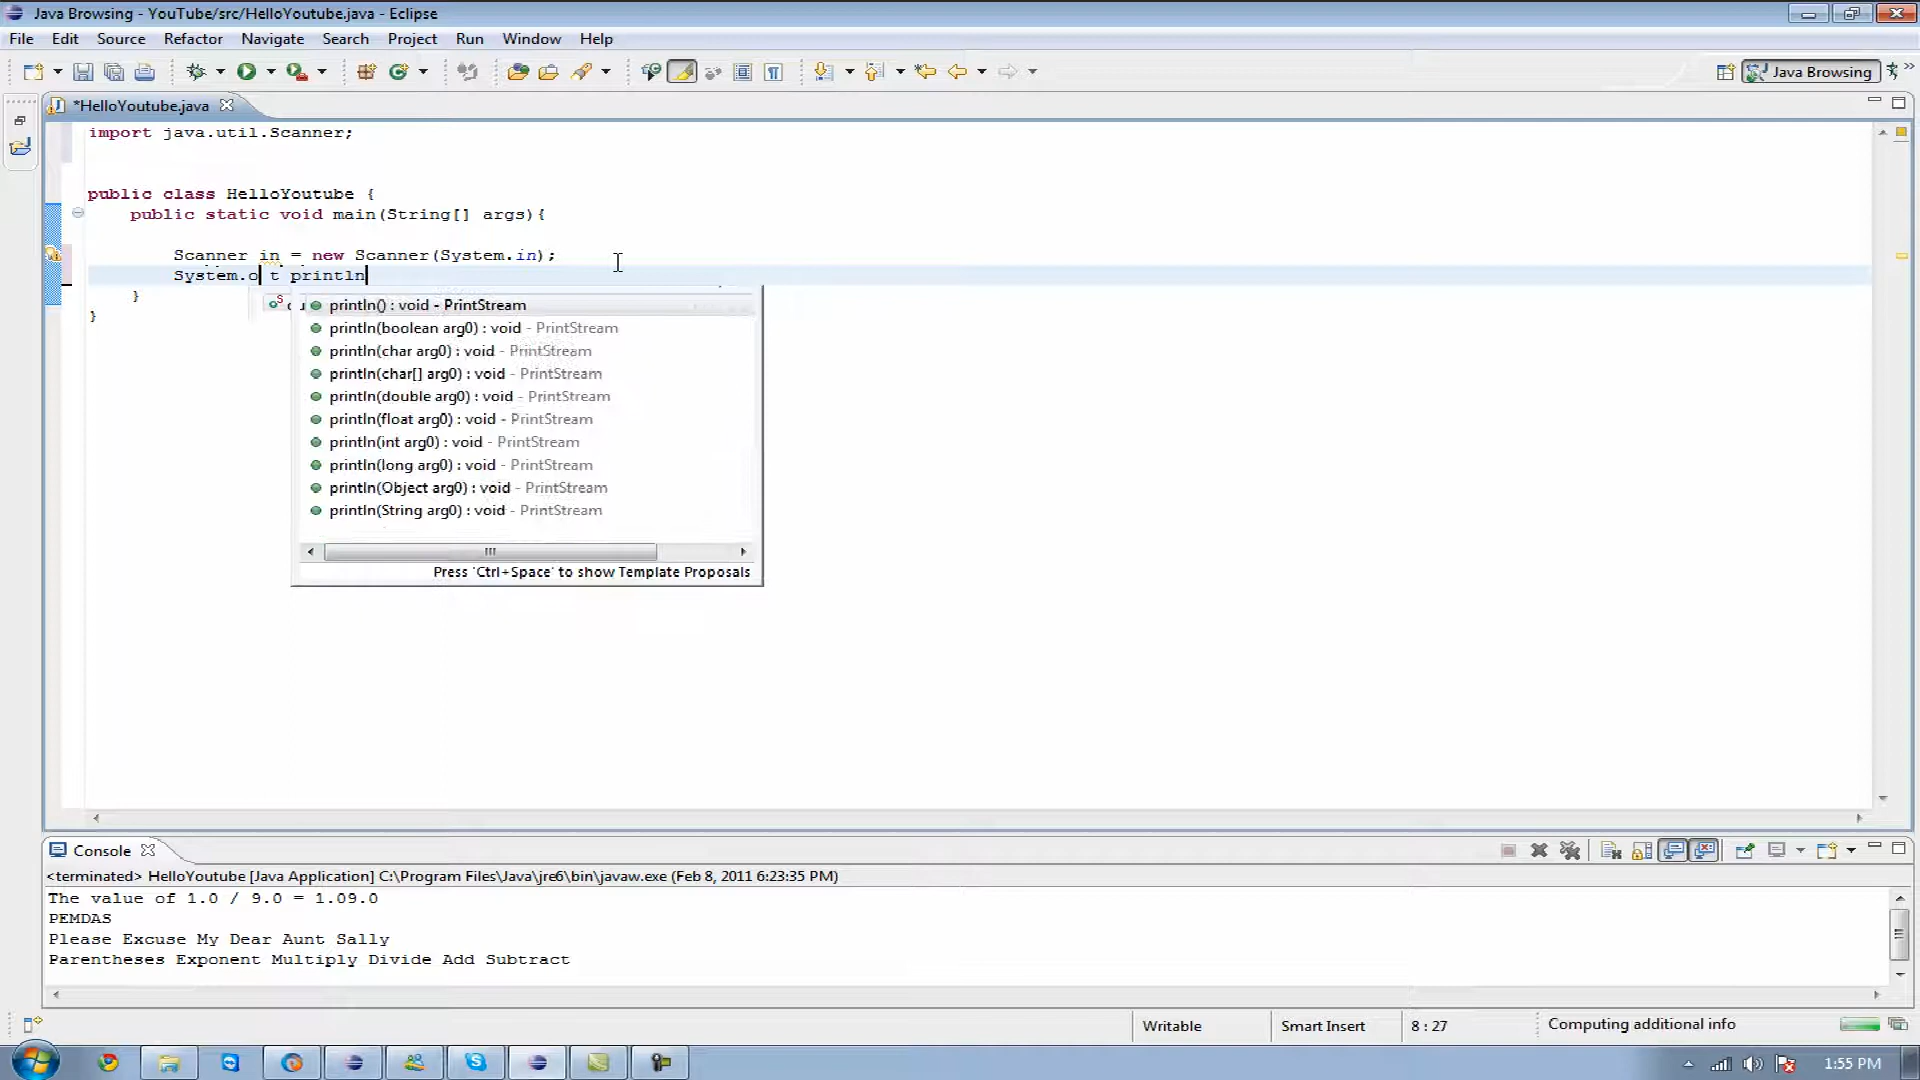 Java Browsing - YouTube/src/HelloYoutube.java - Eclipse
File Edit Source Refactor Navigate Search Project Run Window Help
Java Browsing
*HelloYoutube.java
import java.util.Scanner;
public class HelloYoutube {
public static void main(String[] args){
Scanner in = new Scanner(System.in);
System.o t println
}
}
println() : void - PrintStream
println(boolean arg0) : void - PrintStream
println(char arg0) : void - PrintStream
println(char[] arg0) : void - PrintStream
println(double arg0) : void - PrintStream
println(float arg0) : void - PrintStream
println(int arg0) : void - PrintStream
println(long arg0) : void - PrintStream
println(Object arg0) : void - PrintStream
println(String arg0) : void - PrintStream
Press 'Ctrl+Space' to show Template Proposals
Console
<terminated> HelloYoutube [Java Application] C:\Program Files\Java\jre6\bin\javaw.exe (Feb 8, 2011 6:23:35 PM)
The value of 1.0 / 9.0 = 1.09.0
PEMDAS
Please Excuse My Dear Aunt Sally
Parentheses Exponent Multiply Divide Add Subtract
Writable Smart Insert 8 : 27 Computing additional info
1:55 PM